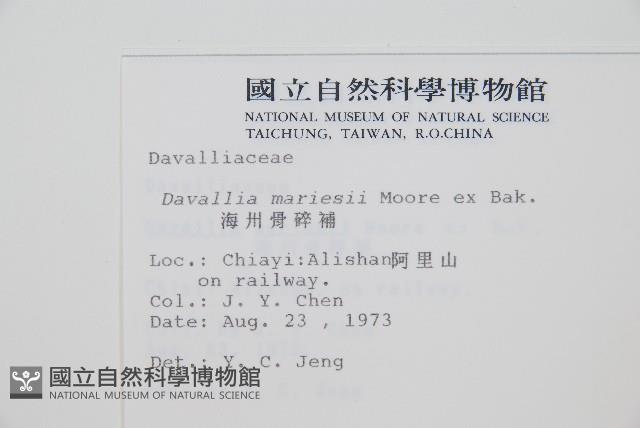 國立自然科學博物館
NATIONAL MUSEUM OF NATURAL SCIENCE
TAICHUNG, TAIWAN, R.O.CHINA
Davalliaceae
Davallia mariesii Moore ex Bak.
海州骨碎補
Loc.: Chiayi:Alishan阿里山
on railway.
Col.: J. Y. Chen
Date: Aug. 23 , 1973
Det.: Y. C. Jeng
國立自然科學博物館
NATIONAL MUSEUM OF NATURAL SCIENCE